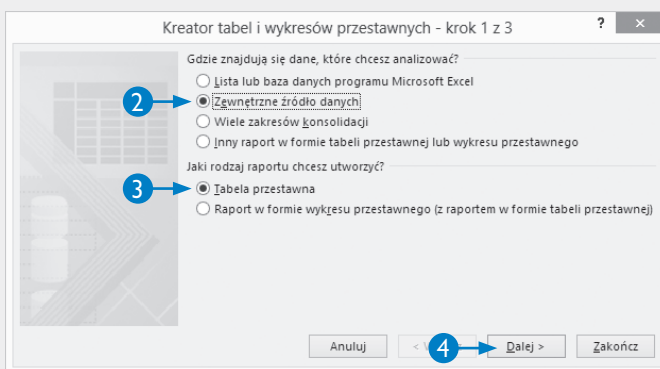 Kreator tabel i wykresów przestawnych - krok 1 z 3
? ×
Gdzie znajdują się dane, które chcesz analizować?
Lista lub baza danych programu Microsoft Excel
2
Zewnętrzne źródło danych
Wiele zakresów konsolidacji
Inny raport w formie tabeli przestawnej lub wykresu przestawnego
Jaki rodzaj raportu chcesz utworzyć?
3
Tabela przestawna
Raport w formie wykresu przestawnego (z raportem w formie tabeli przestawnej)
Anuluj < 4 Dalej > Zakończ